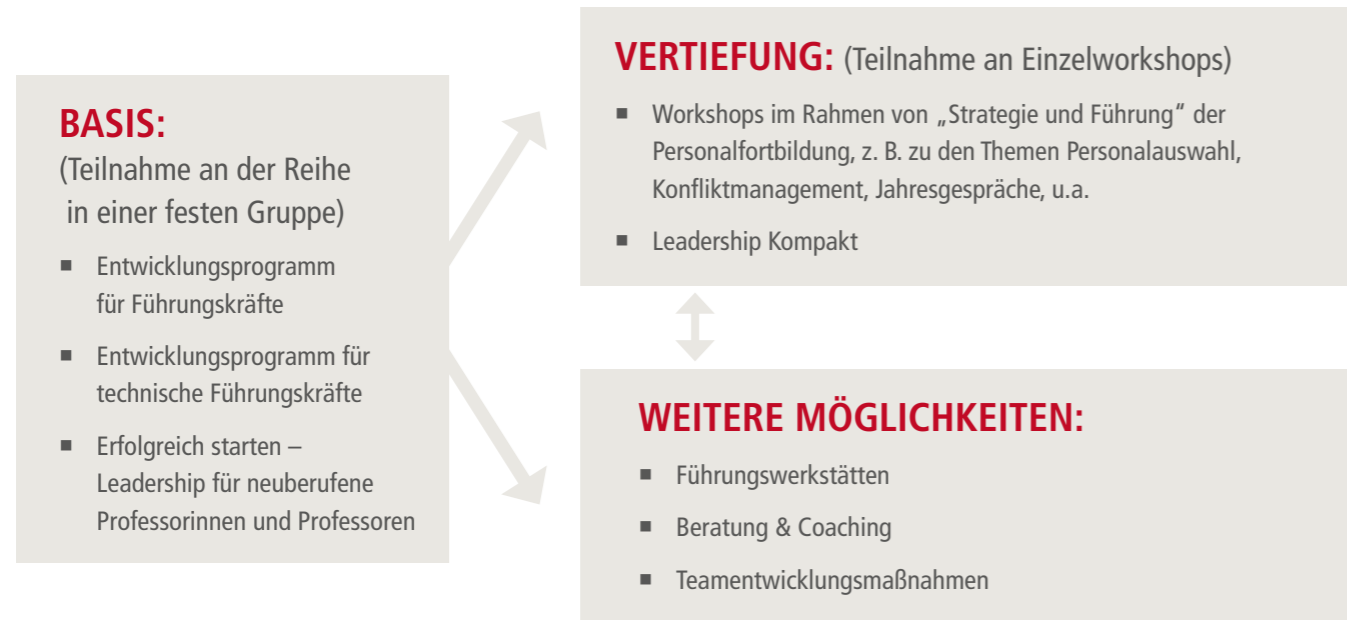 BASIS:
(Teilnahme an der Reihe
in einer festen Gruppe)
■ Entwicklungsprogramm
für Führungskräfte
■ Entwicklungsprogramm für
technische Führungskräfte
■ Erfolgreich starten –
Leadership für neuberufene
Professorinnen und Professoren
VERTIEFUNG: (Teilnahme an Einzelworkshops)
■ Workshops im Rahmen von „Strategie und Führung“ der
Personalfortbildung, z. B. zu den Themen Personalauswahl,
Konfliktmanagement, Jahresgespräche, u.a.
■ Leadership Kompakt
WEITERE MÖGLICHKEITEN:
■ Führungswerkstätten
■ Beratung & Coaching
■ Teamentwicklungsmaßnahmen